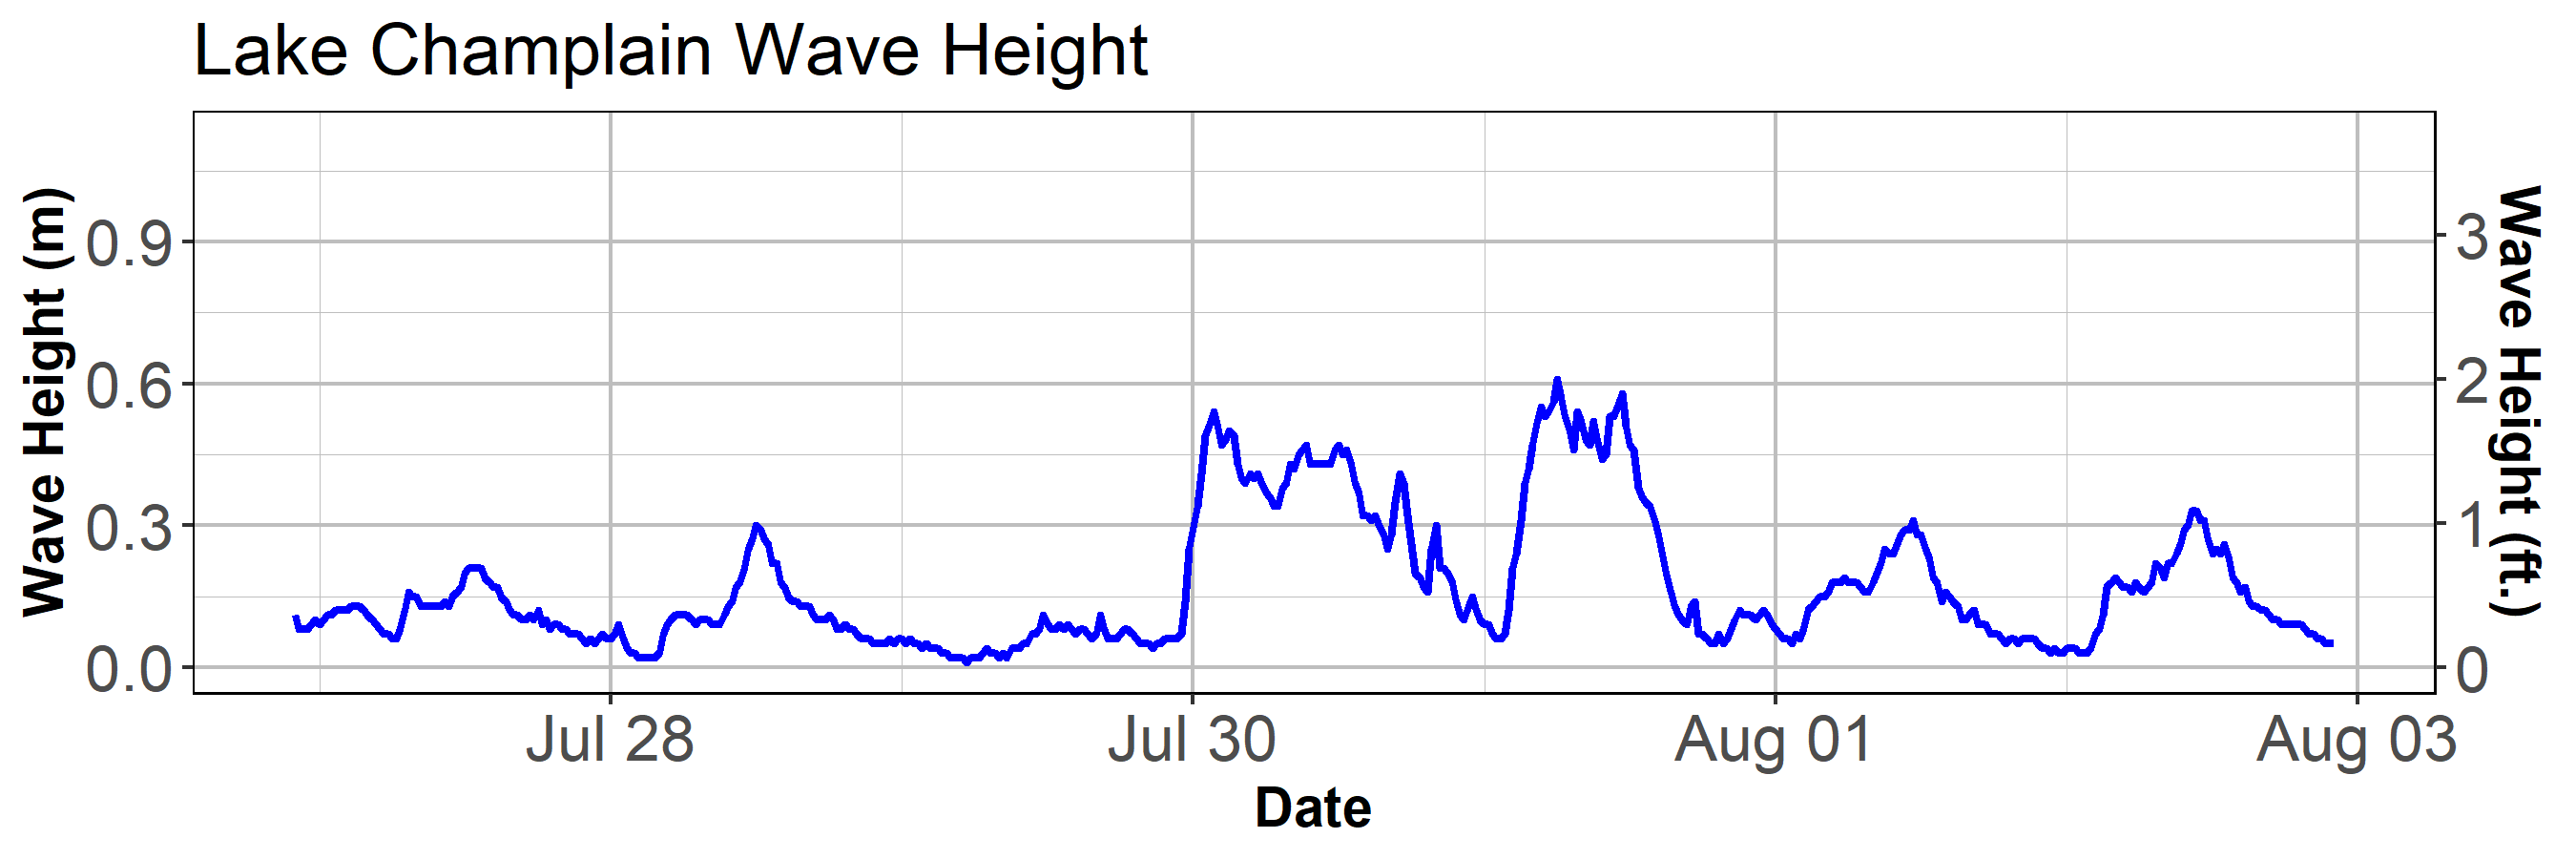 Lake Champlain Wave Height
Wave Height (m)
0.9
0.6
0.3
0.0
3
2
1
0
Wave Height (ft.)
Jul 28
Jul 30
Aug 01
Aug 03
Date